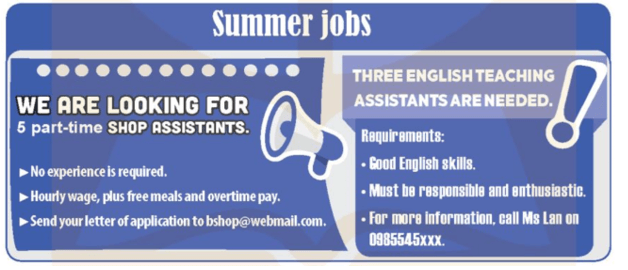 Summer jobs
WE ARE LOOKING FOR
5 part-time SHOP ASSISTANTS.
►No experience is required.
►Hourly wage, plus free meals and overtime pay.
►Send your letter of application to bshop@webmail.com.
THREE ENGLISH TEACHING
ASSISTANTS ARE NEEDED.
Requirements:
• Good English skills.
• Must be responsible and enthusiastic.
• For more information, call Ms Lan on
0985545xxx.